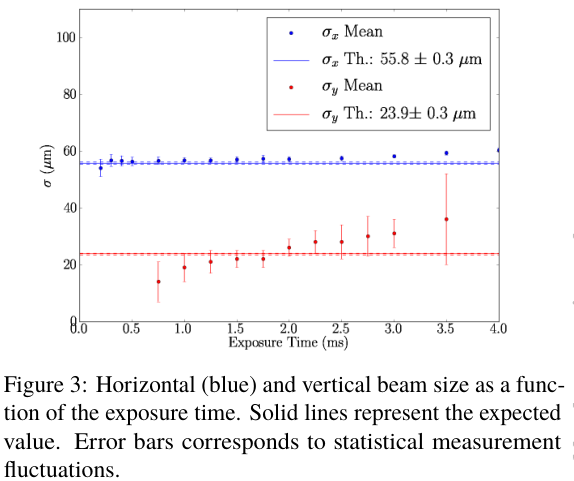 100
80
60
40
20
0
σ (μm)
σx Mean
σx Th.: 55.8 ± 0.3 μm
σy Mean
σy Th.: 23.9± 0.3 μm
0.0 0.5 1.0 1.5 2.0 2.5 3.0 3.5 4.0
Exposure Time (ms)
Figure 3: Horizontal (blue) and vertical beam size as a func-
tion of the exposure time. Solid lines represent the expected
value. Error bars corresponds to statistical measurement
fluctuations.